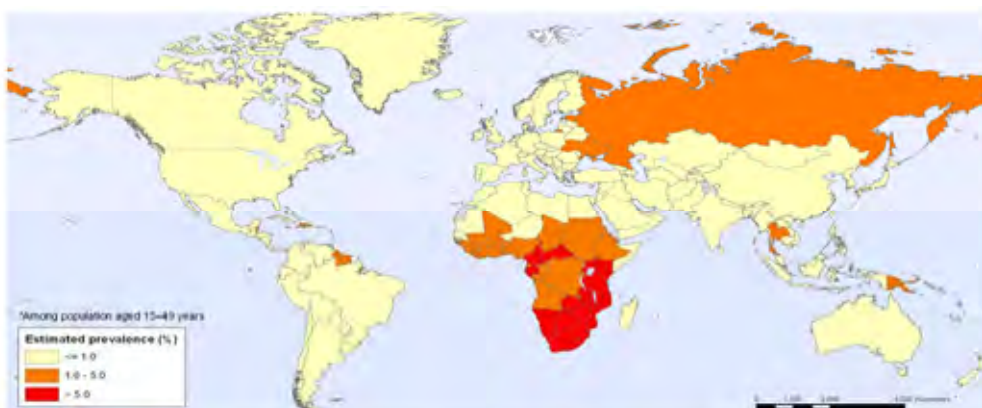 *Among population aged 15–49 years
Estimated prevalence (%)
<= 1.0
1.0 - 5.0
> 5.0